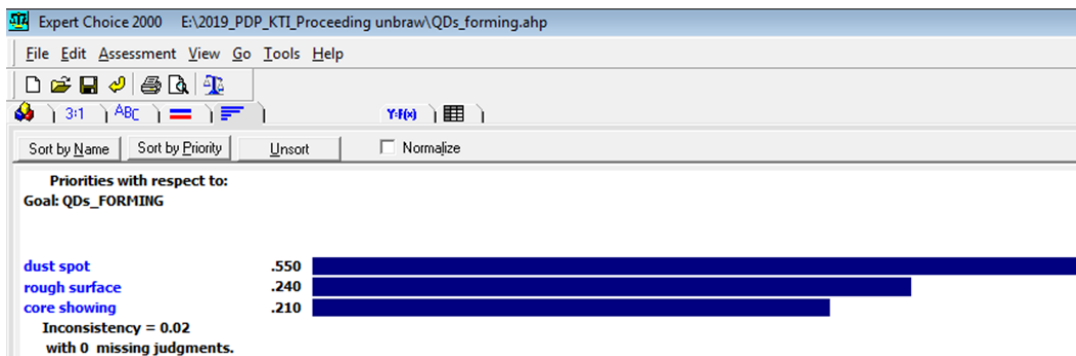 Expert Choice 2000 E:\2019_PDP_KTI_Proceeding unbraw\QDs_forming.ahp
File Edit Assessment View Go Tools Help
3:1 ABC Y:F(x)
Sort by Name Sort by Priority Unsort Normalize
Priorities with respect to:
Goal: QDs_FORMING
dust spot .550
rough surface .240
core showing .210
Inconsistency = 0.02
with 0 missing judgments.